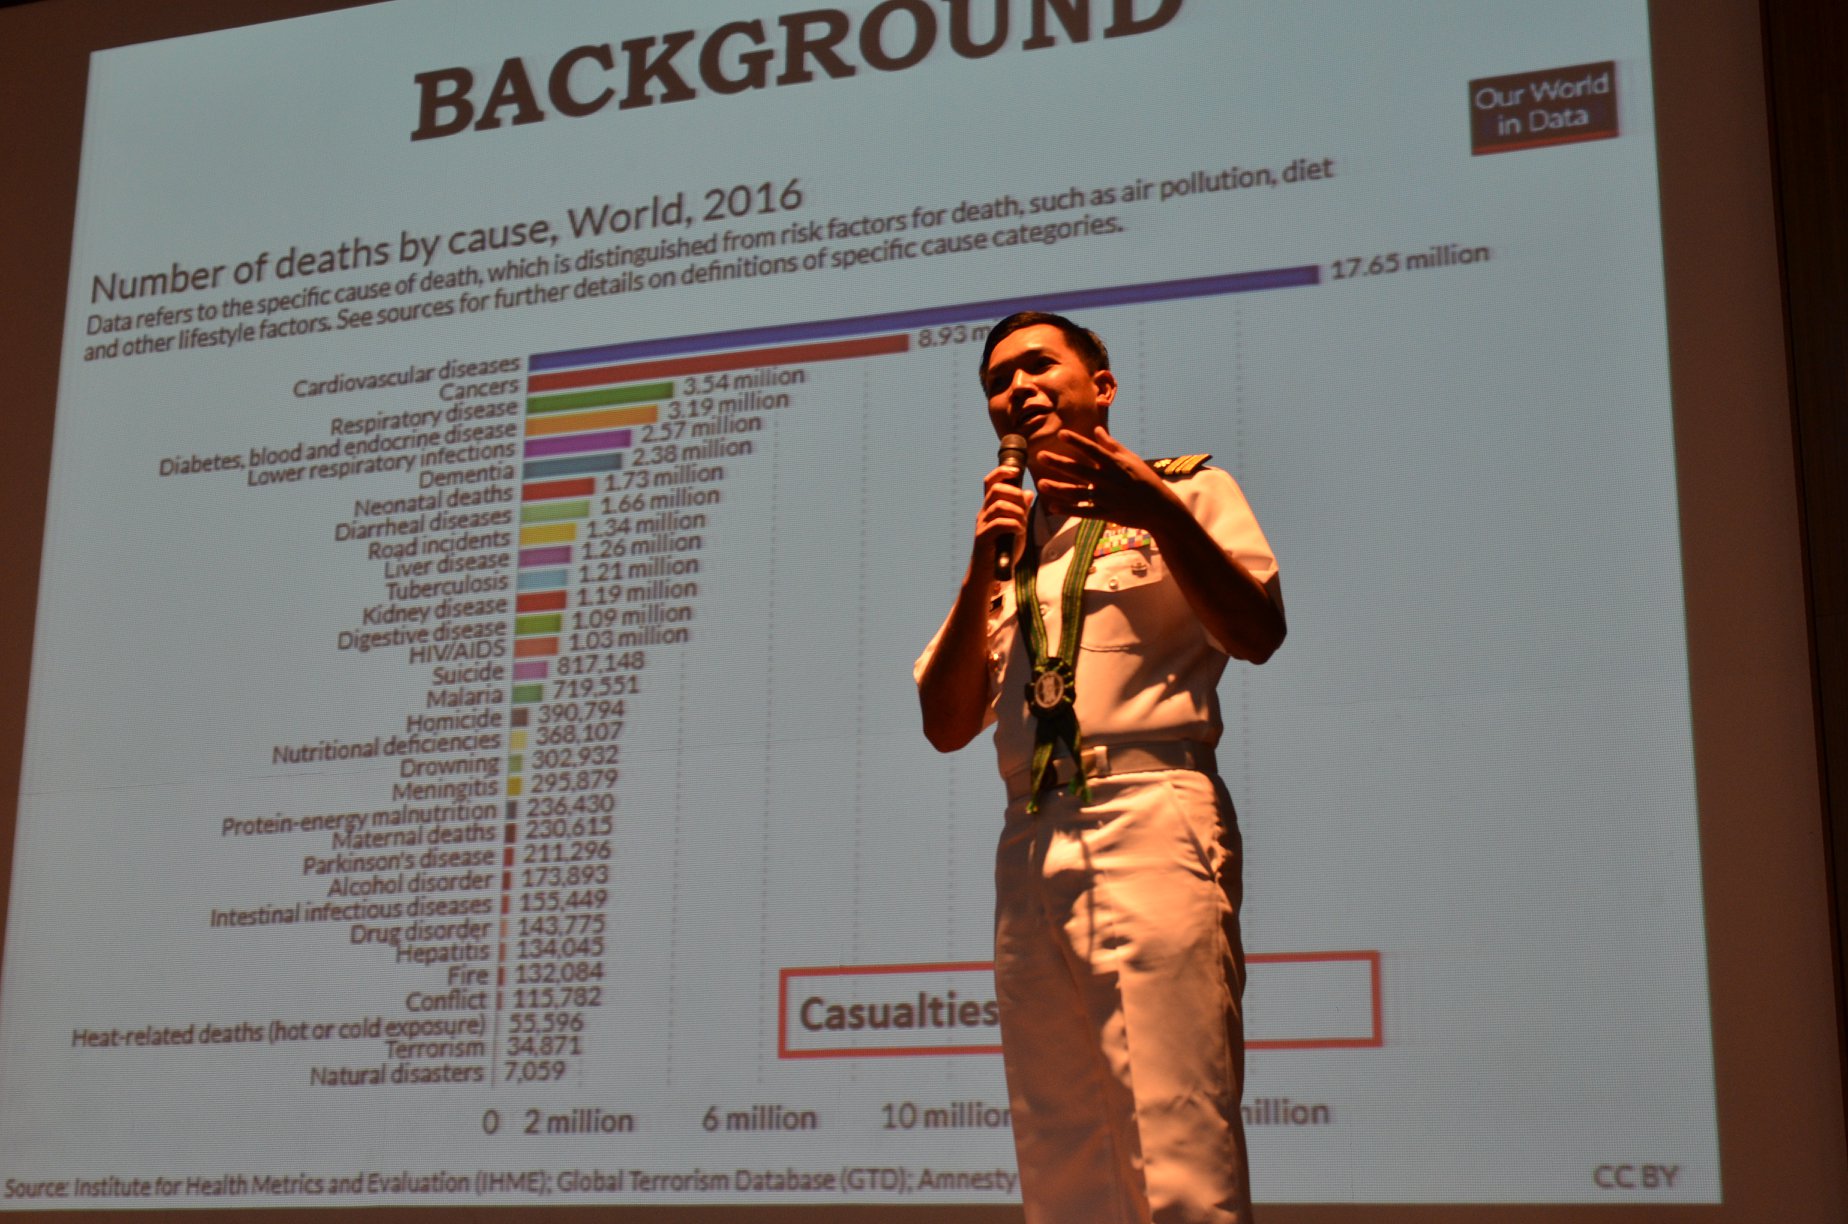 BACKGROUND
Our World
in Data
Number of deaths by cause, World, 2016
Data refers to the specific cause of death, which is distinguished from risk factors for death, such as air pollution, diet
and other lifestyle factors. See sources for further details on definitions of specific cause categories.
Cardiovascular diseases 17.65 million
Cancers 8.93 m
Respiratory disease 3.54 million
Diabetes, blood and endocrine disease 3.19 million
Lower respiratory infections 2.57 million
Dementia 2.38 million
Neonatal deaths 1.73 million
Diarrheal diseases 1.66 million
Road incidents 1.34 million
Liver disease 1.26 million
Tuberculosis 1.21 million
Kidney disease 1.19 million
Digestive disease 1.09 million
HIV/AIDS 1.03 million
Suicide 817,148
Malaria 719,551
Homicide 390,794
Nutritional deficiencies 368,107
Drowning 302,932
Meningitis 295,879
Protein-energy malnutrition 236,430
Maternal deaths 230,615
Parkinson's disease 211,296
Alcohol disorder 173,893
Intestinal infectious diseases 155,449
Drug disorder 143,775
Hepatitis 134,045
Fire 132,084
Conflict 115,782
Heat-related deaths (hot or cold exposure) 55,596
Terrorism 34,871
Natural disasters 7,059
Casualties
0 2 million 6 million 10 million illion
Source: Institute for Health Metrics and Evaluation (IHME); Global Terrorism Database (GTD); Amnesty
CC BY